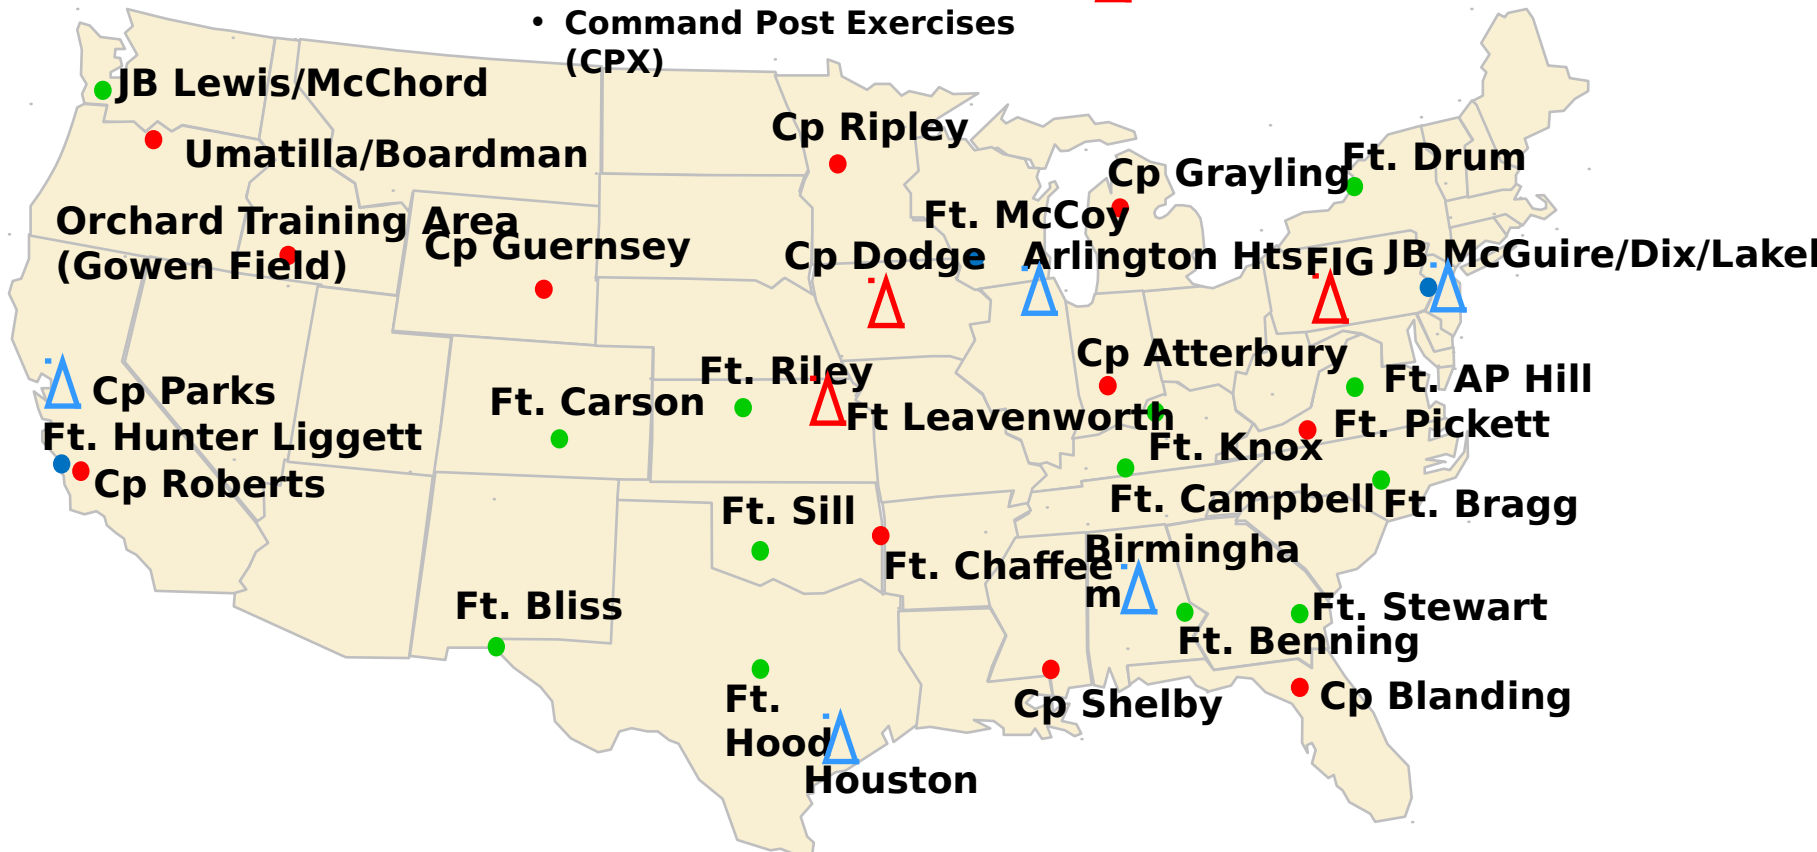 • Command Post Exercises
(CPX)
JB Lewis/McChord
Umatilla/Boardman
Cp Ripley
Cp Grayling
Ft. Drum
Orchard Training Area
(Gowen Field)
Cp Guernsey
Ft. McCoy
Cp Dodge
Arlington Hts
FIG
JB McGuire/Dix/Lakel
Cp Parks
Ft. Carson
Ft. Riley
Ft Leavenworth
Cp Atterbury
Ft. AP Hill
Ft. Pickett
Ft. Knox
Ft. Hunter Liggett
Cp Roberts
Ft. Campbell
Ft. Bragg
Ft. Sill
Ft. Chaffee
Birmingha
m
Ft. Bliss
Ft. Stewart
Ft. Benning
Ft.
Hood
Cp Shelby
Cp Blanding
Houston